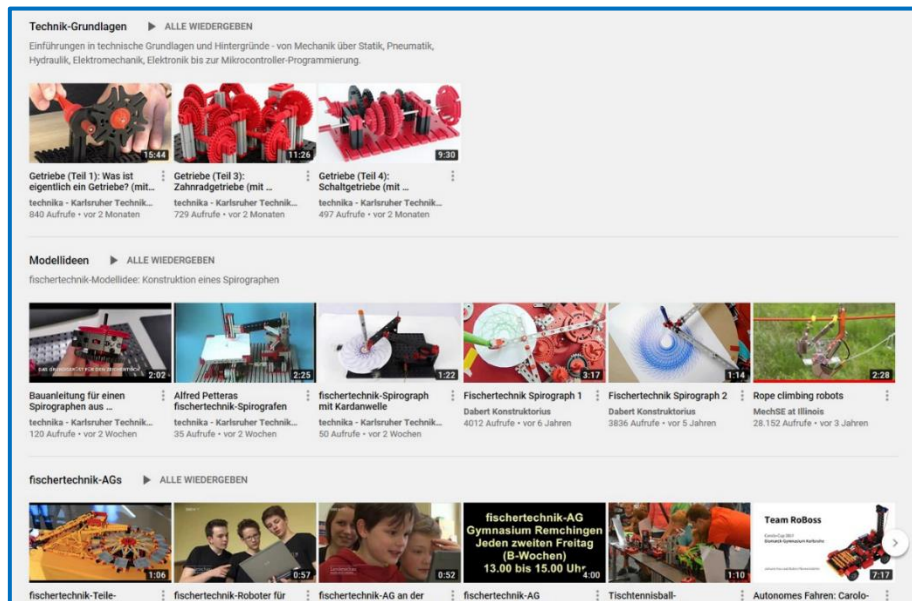 Technik-Grundlagen ALLE WIEDERGEBEN
Einführungen in technische Grundlagen und Hintergründe - von Mechanik über Statik, Pneumatik,
Hydraulik, Elektromechanik, Elektronik bis zur Mikrocontroller-Programmierung.
15:44
11:26
9:30
Getriebe (Teil 1): Was ist
eigentlich ein Getriebe? (mit...
technika - Karlsruher Technik...
840 Aufrufe • vor 2 Monaten
Getriebe (Teil 3):
Zahnradgetriebe (mit ...
technika - Karlsruher Technik...
729 Aufrufe • vor 2 Monaten
Getriebe (Teil 4):
Schaltgetriebe (mit ...
technika - Karlsruher Technik...
497 Aufrufe • vor 2 Monaten
Modellideen ALLE WIEDERGEBEN
fischertechnik-Modellidee: Konstruktion eines Spirographen
2:02
2:25
1:22
3:17
1:14
2:28
Bauanleitung für einen
Spirographen aus ...
technika - Karlsruher Technik...
120 Aufrufe • vor 2 Wochen
Alfred Petteras
fischertechnik-Spirografen
technika - Karlsruher Technik...
35 Aufrufe • vor 2 Wochen
fischertechnik-Spirograph
mit Kardanwelle
technika - Karlsruher Technik...
50 Aufrufe • vor 2 Wochen
Fischertechnik Spirograph 1
Dabert Konstruktorius
4012 Aufrufe • vor 6 Jahren
Fischertechnik Spirograph 2
Dabert Konstruktorius
3836 Aufrufe • vor 5 Jahren
Rope climbing robots
MechSE at Illinois
28.152 Aufrufe • vor 3 Jahren
fischertechnik-AGs ALLE WIEDERGEBEN
1:06
0:57
0:52
fischertechnik-AG
Gymnasium Remchingen
Jeden zweiten Freitag
(B-Wochen)
13.00 bis 15.00 Uhr
4:00
1:10
Team RoBoss
7:17
fischertechnik-Teile-
fischertechnik-Roboter für
fischertechnik-AG an der
fischertechnik-AG
Tischtennisball-
Autonomes Fahren: Carolo-